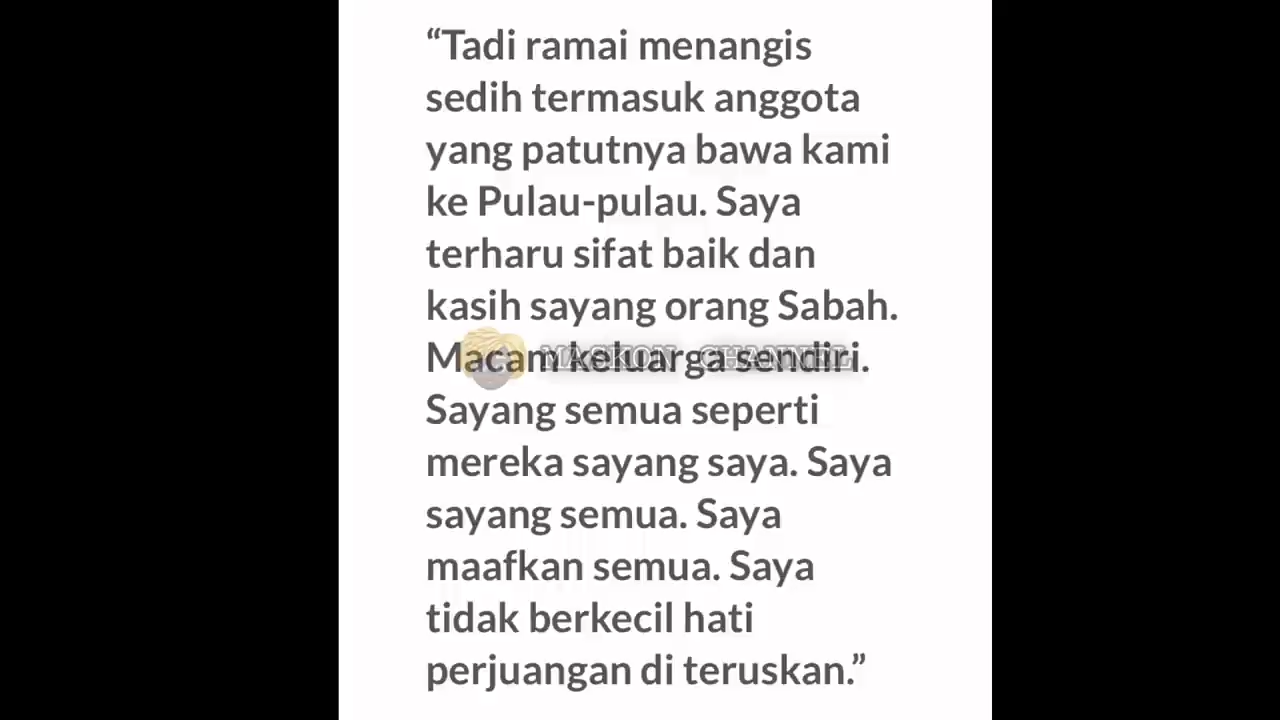 “Tadi ramai menangis
sedih termasuk anggota
yang patutnya bawa kami
ke Pulau-pulau. Saya
terharu sifat baik dan
kasih sayang orang Sabah.
Macam keluarga sendiri.
MASKON CHANNEL
Sayang semua seperti
mereka sayang saya. Saya
sayang semua. Saya
maafkan semua. Saya
tidak berkecil hati
perjuangan di teruskan.”